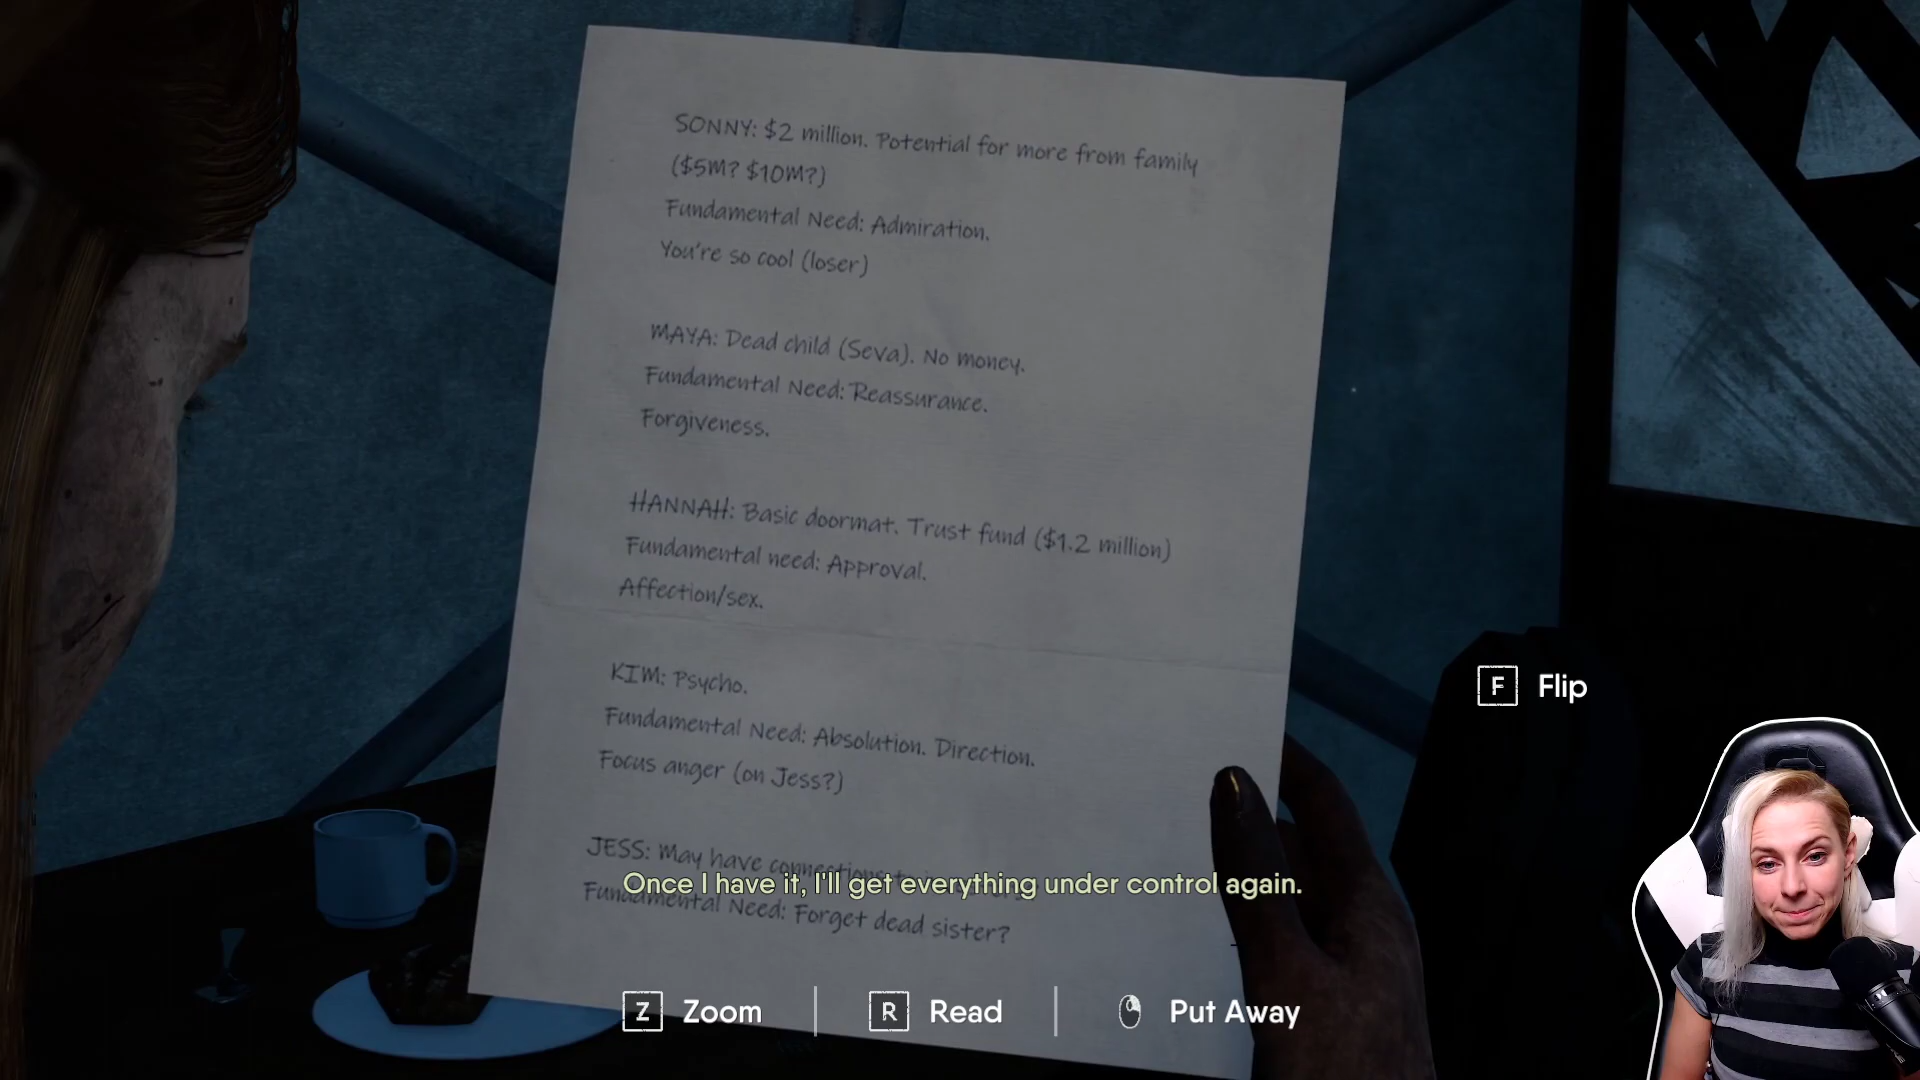 SONNY: $2 million. Potential for more from family
($5M? $10M?)
Fundamental Need: Admiration.
You're so cool (loser)
MAYA: Dead child (Seva). No money.
Fundamental Need: Reassurance.
Forgiveness.
HANNAH: Basic doormat. Trust fund ($1.2 million)
Fundamental need: Approval.
Affection/sex.
KIM: Psycho.
Fundamental Need: Absolution. Direction.
Focus anger (on Jess?)
JESS: May have connections
Once I have it, I'll get everything under control again.
Fundamental Need: Forget dead sister?
F Flip
Z Zoom R Read Put Away